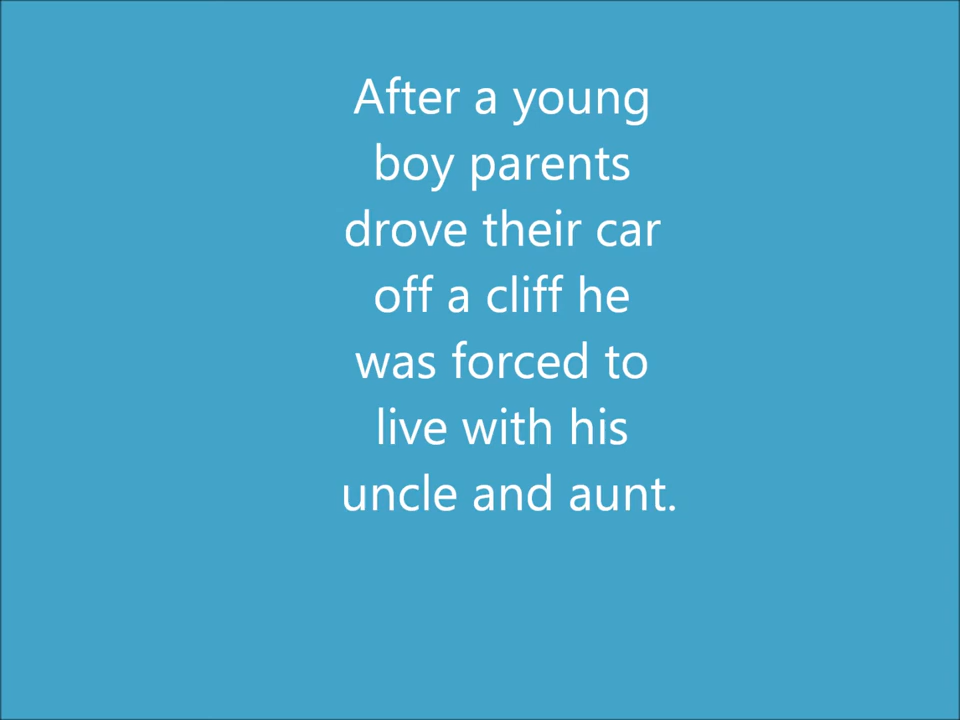 After a young
boy parents
drove their car
off a cliff he
was forced to
live with his
uncle and aunt.